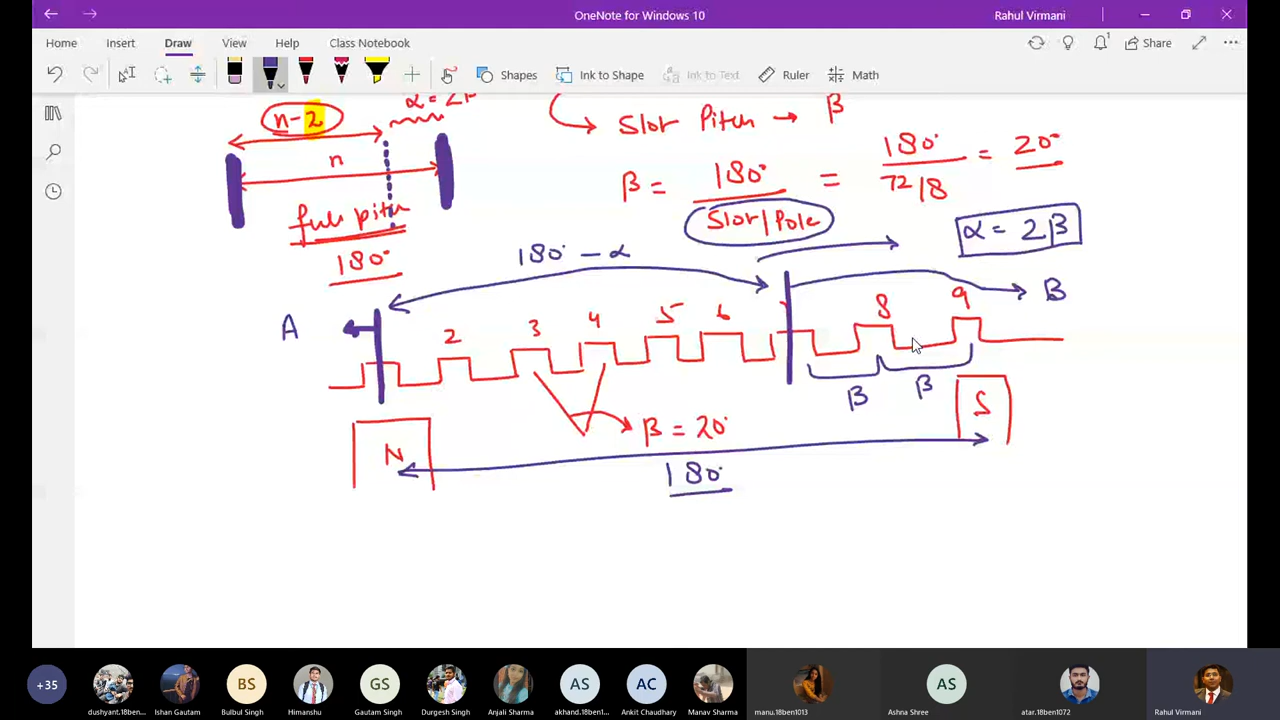 OneNote for Windows 10
Rahul Virmani
Home Insert Draw View Help Class Notebook
Share
Shapes Ink to Shape Ink to Text Ruler Math
n-2
α = 2β
Slot Pitch → β
n
full pitch
180°
β = 180° / Slot/Pole = 180° / 72/8 = 20°
α = 2β
180° - α
A
B
2 3 4 5 6 8 9
β β
β = 20°
N
S
180°
+35
BS
GS
AS
AC
AS
dushyant.18ben...
Ishan Gautam
Bulbul Singh
Himanshu
Gautam Singh
Durgesh Singh
Anjali Sharma
akhand.18ben1...
Ankit Chaudhary
Manav Sharma
manu.18ben1013
Ashna Shree
atar.18ben1072
Rahul Virmani